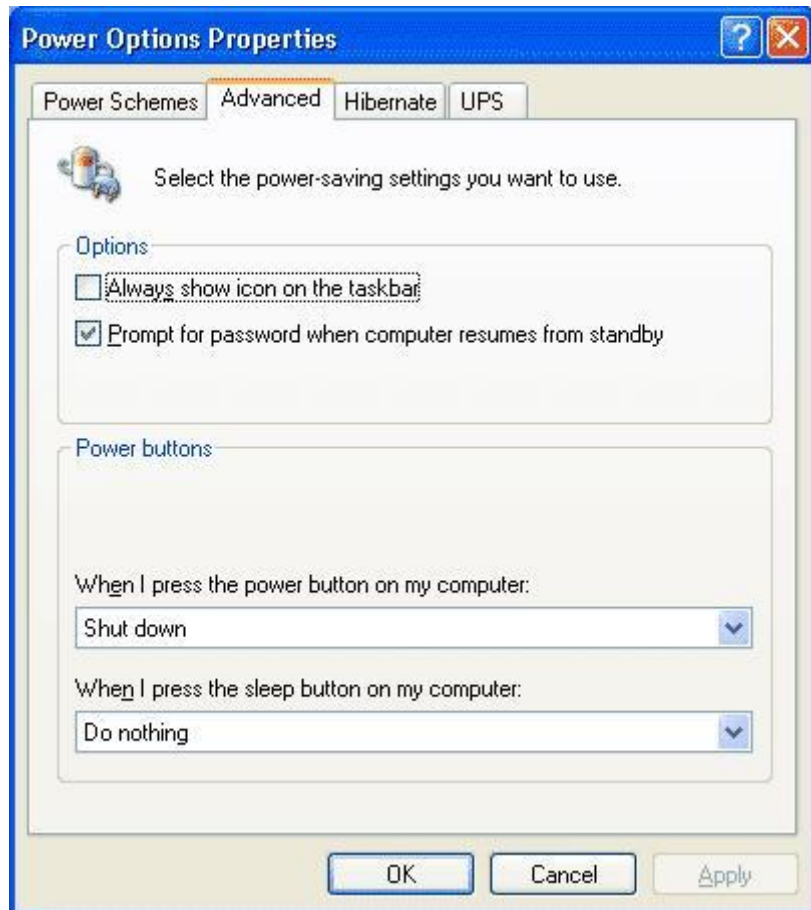 Power Options Properties
?
Power Schemes Advanced Hibernate UPS
Select the power-saving settings you want to use.
Options
Always show icon on the taskbar
Prompt for password when computer resumes from standby
Power buttons
When I press the power button on my computer:
Shut down
When I press the sleep button on my computer:
Do nothing
OK Cancel Apply